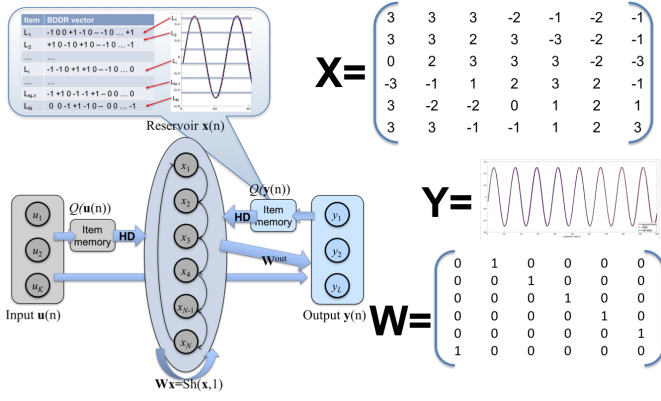 Item BDDR vector
L1 -1 0 0 +1 -1 0 – -1 0 ... +1
L2 +1 0 -1 0 +1 0 – -1 0 ... -1
... ...
Li -1 -1 0 +1 +1 0 – -1 0 ... 0
... ...
LN-1 -1 +1 0 -1 -1 +1 – 0 0 ... 0
LN 0 0 -1 +1 -1 0 – 0 0 ... -1
L1
L2
Li
LN-1
LN
Reservoir x(n)
Q(u(n))
Item memory
HD
u1
u2
uK
Input u(n)
x1
x2
x3
x4
xN-1
xN
Wx=Sh(x,1)
Q(y(n))
Item memory
HD
Wout
y1
y2
yL
Output y(n)
X=
3 3 3 -2 -1 -2 -1
3 3 2 3 -3 -2 -1
0 2 3 3 3 -2 -3
-3 -1 1 2 3 2 -1
3 -2 -2 0 1 2 1
3 3 -1 -1 1 2 3
Y=
W=
0 1 0 0 0 0
0 0 1 0 0 0
0 0 0 1 0 0
0 0 0 0 1 0
0 0 0 0 0 1
1 0 0 0 0 0